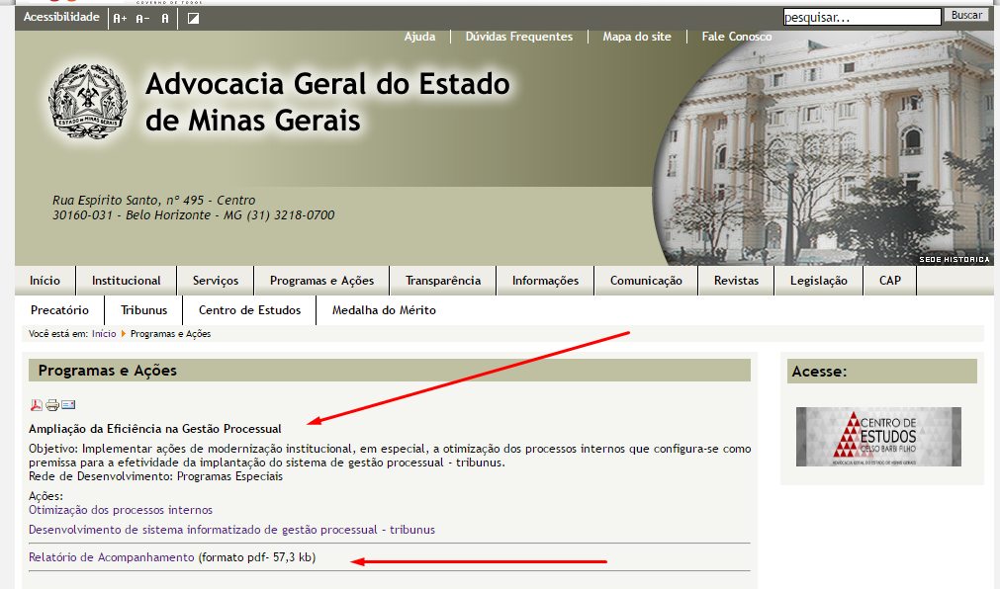 GOVERNO DE TODOS
Acessibilidade A+ A- A
pesquisar... Buscar
Ajuda Dúvidas Frequentes Mapa do site Fale Conosco
Advocacia Geral do Estado
de Minas Gerais
ESTADO DE MINAS GERAIS
Rua Espírito Santo, nº 495 - Centro
30160-031 - Belo Horizonte - MG (31) 3218-0700
SEDE HISTORICA
Início Institucional Serviços Programas e Ações Transparência Informações Comunicação Revistas Legislação CAP
Precatório Tribunus Centro de Estudos Medalha do Mérito
Você está em: Início Programas e Ações
Programas e Ações
Ampliação da Eficiência na Gestão Processual
Objetivo: Implementar ações de modernização institucional, em especial, a otimização dos processos internos que configura-se como
premissa para a efetividade da implantação do sistema de gestão processual - tribunus.
Rede de Desenvolvimento: Programas Especiais
Ações:
Otimização dos processos internos
Desenvolvimento de sistema informatizado de gestão processual - tribunus
Relatório de Acompanhamento (formato pdf- 57,3 kb)
Acesse:
CENTRO DE
ESTUDOS
CELSO BARBI FILHO
ADVOCACIA GERAL DO ESTADO DE MINAS GERAIS